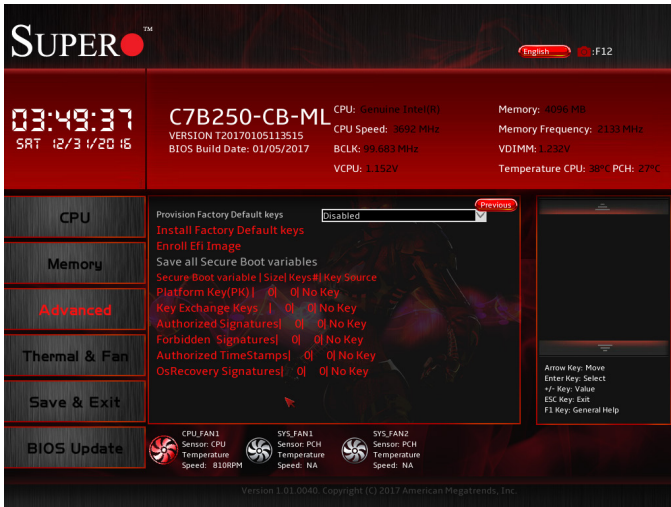 SUPER
TM
English
:F12
03:49:37
SAT 12/31/2016
C7B250-CB-ML
VERSION T20170105113515
BIOS Build Date: 01/05/2017
CPU: Genuine Intel(R)
CPU Speed: 3692 MHz
BCLK: 99.683 MHz
VCPU: 1.152V
Memory: 4096 MB
Memory Frequency: 2133 MHz
VDIMM: 1.232V
Temperature CPU: 38°C PCH: 27°C
CPU
Memory
Advanced
Thermal & Fan
Save & Exit
BIOS Update
Previous
Provision Factory Default keys Disabled
Install Factory Default keys
Enroll Efi Image
Save all Secure Boot variables
Secure Boot variable | Size| Keys#| Key Source
Platform Key(PK)| 0| 0| No Key
Key Exchange Keys | 0| 0| No Key
Authorized Signatures| 0| 0| No Key
Forbidden Signatures| 0| 0| No Key
Authorized TimeStamps| 0| 0| No Key
OsRecovery Signatures| 0| 0| No Key
Arrow Key: Move
Enter Key: Select
+/- Key: Value
ESC Key: Exit
F1 Key: General Help
CPU_FAN1
Sensor: CPU
Temperature
Speed: 810RPM
SYS_FAN1
Sensor: PCH
Temperature
Speed: NA
SYS_FAN2
Sensor: PCH
Temperature
Speed: NA
Version 1.01.0040. Copyright (C) 2017 American Megatrends, Inc.